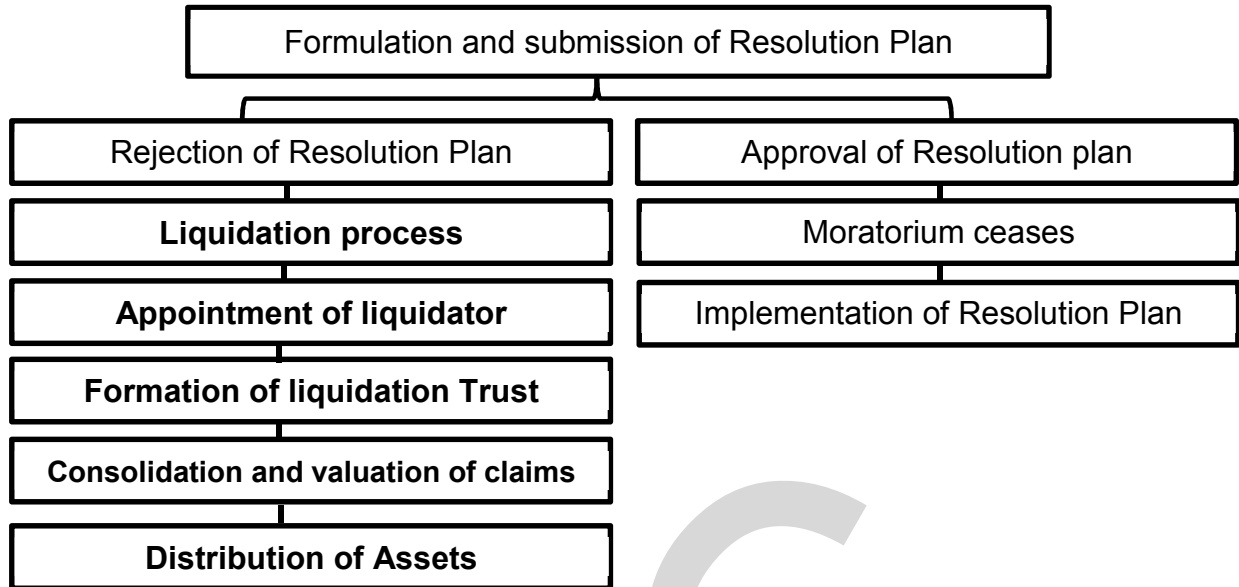 Formulation and submission of Resolution Plan
Rejection of Resolution Plan
Approval of Resolution plan
Liquidation process
Moratorium ceases
Appointment of liquidator
Implementation of Resolution Plan
Formation of liquidation Trust
Consolidation and valuation of claims
Distribution of Assets